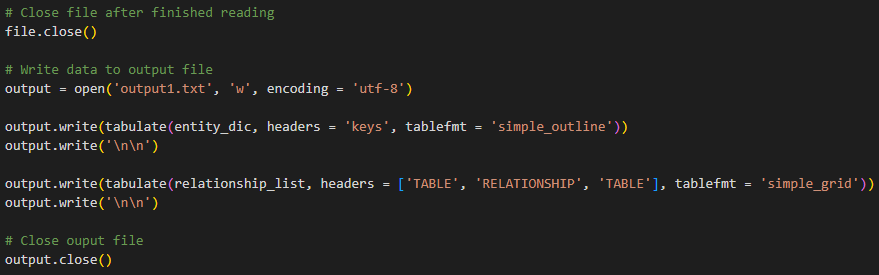 # Close file after finished reading
file.close()
# Write data to output file
output = open('output1.txt', 'w', encoding = 'utf-8')
output.write(tabulate(entity_dic, headers = 'keys', tablefmt = 'simple_outline'))
output.write('\n\n')
output.write(tabulate(relationship_list, headers = ['TABLE', 'RELATIONSHIP', 'TABLE'], tablefmt = 'simple_grid'))
output.write('\n\n')
# Close ouput file
output.close()